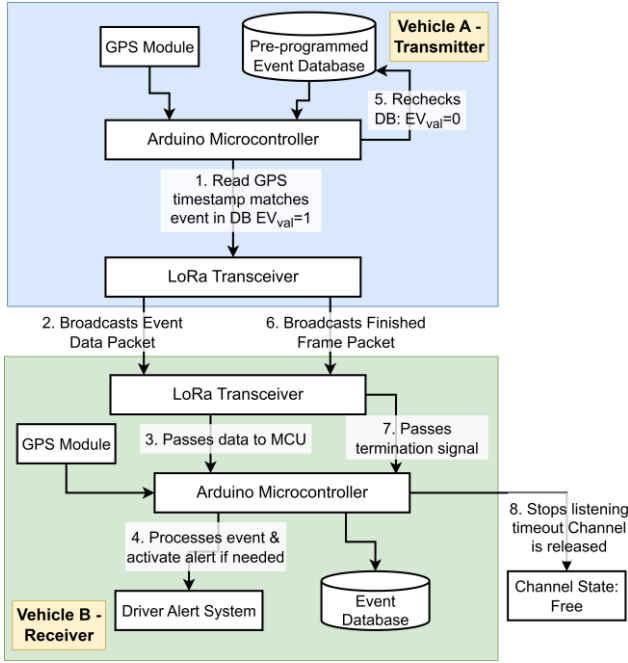 GPS Module
Pre-programmed
Event Database
Vehicle A -
Transmitter
5. Rechecks
DB: EVval=0
Arduino Microcontroller
1. Read GPS
timestamp matches
event in DB EVval=1
LoRa Transceiver
2. Broadcasts Event
Data Packet
6. Broadcasts Finished
Frame Packet
LoRa Transceiver
GPS Module
3. Passes data to MCU
7. Passes
termination signal
Arduino Microcontroller
4. Processes event &
activate alert if needed
8. Stops listening
timeout Channel
is released
Vehicle B -
Receiver
Driver Alert System
Event
Database
Channel State:
Free